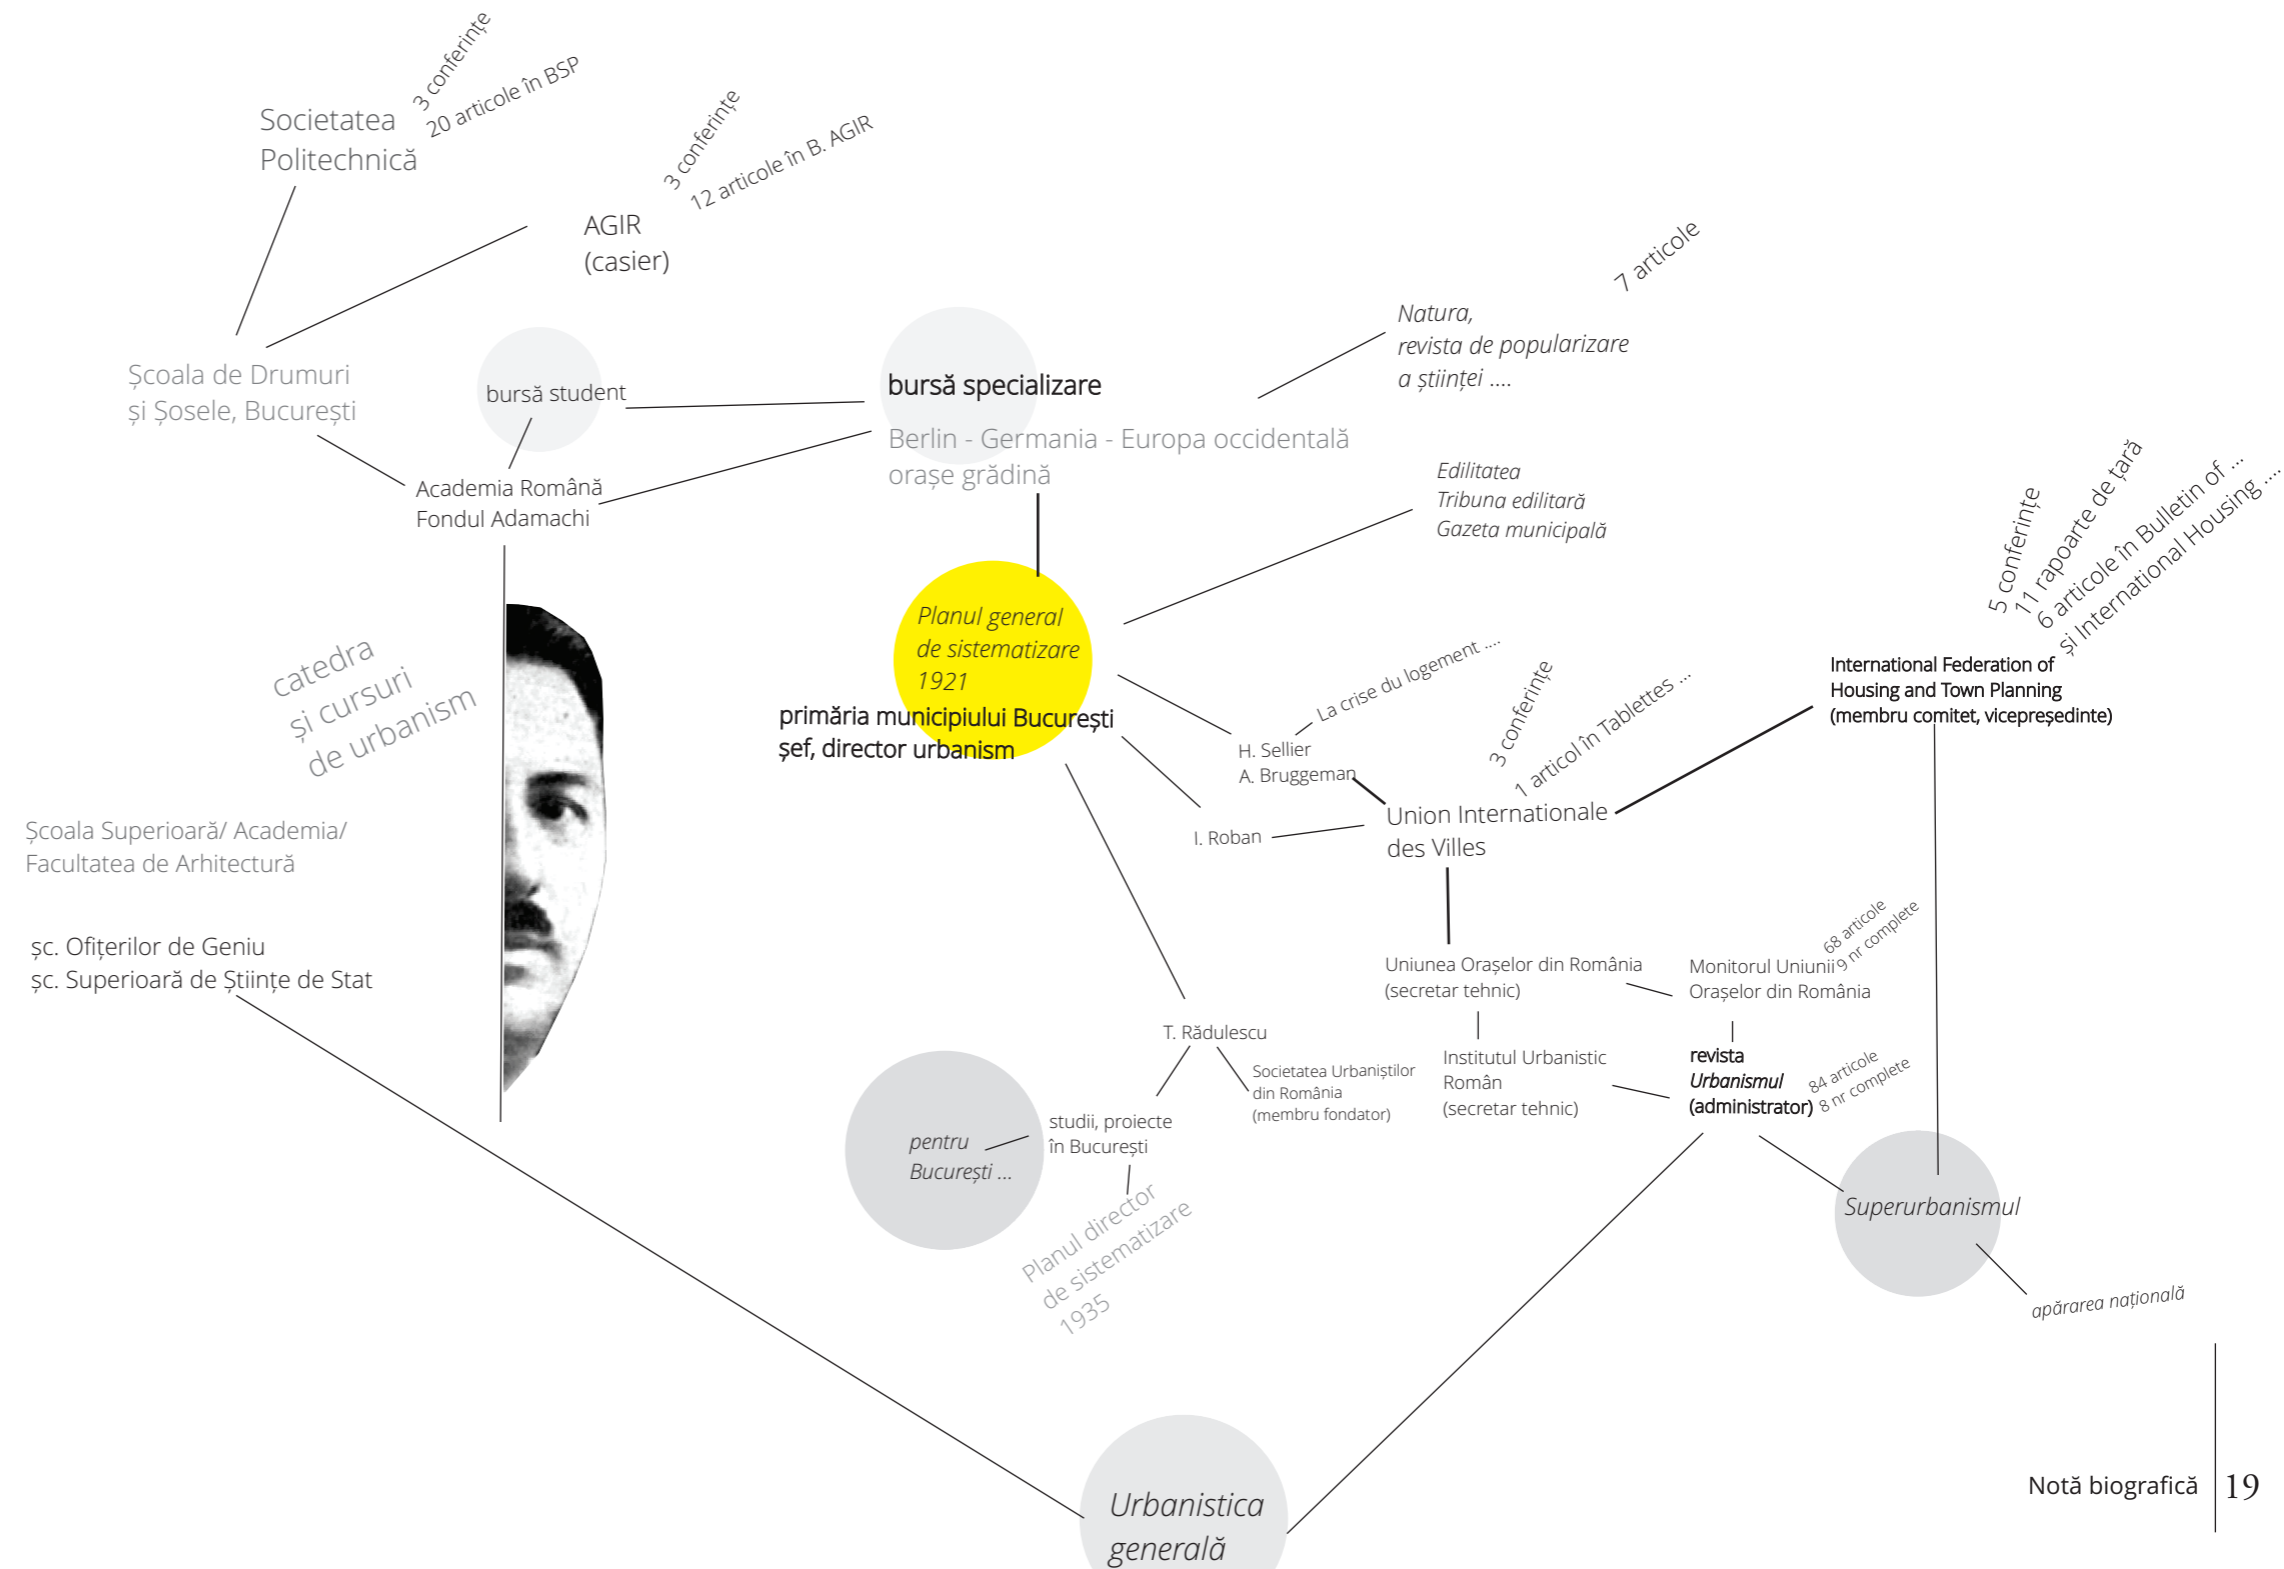 3 conferințe
20 articole în BSP
Societatea
Politechnică
3 conferințe
12 articole în B. AGIR
AGIR
(casier)
7 articole
Natura,
revista de popularizare
a științei ....
Școala de Drumuri
și Șosele, București
bursă student
bursă specializare
Berlin - Germania - Europa occidentală
orașe grădină
Academia Română
Fondul Adamachi
Edilitatea
Tribuna edilitară
Gazeta municipală
5 conferințe
11 rapoarte de țară
6 articole în Bulletin of ...
și International Housing ....
International Federation of
Housing and Town Planning
(membru comitet, vicepreședinte)
Planul general
de sistematizare
1921
primăria municipiului București
șef, director urbanism
catedra
și cursuri
de urbanism
La crise du logement ....
H. Sellier
A. Bruggeman
3 conferințe
1 articol în Tablettes ...
Union Internationale
des Villes
I. Roban
Școala Superioară/ Academia/
Facultatea de Arhitectură
șc. Ofițerilor de Geniu
șc. Superioară de Științe de Stat
Uniunea Orașelor din România
(secretar tehnic)
68 articole
9 nr complete
Monitorul Uniunii
Orașelor din România
T. Rădulescu
Societatea Urbaniștilor
din România
(membru fondator)
Institutul Urbanistic
Român
(secretar tehnic)
revista
Urbanismul
(administrator)
84 articole
8 nr complete
pentru
București ...
studii, proiecte
în București
Planul director
de sistematizare
1935
Superurbanismul
apărarea națională
Urbanistica
generală
Notă biografică
19